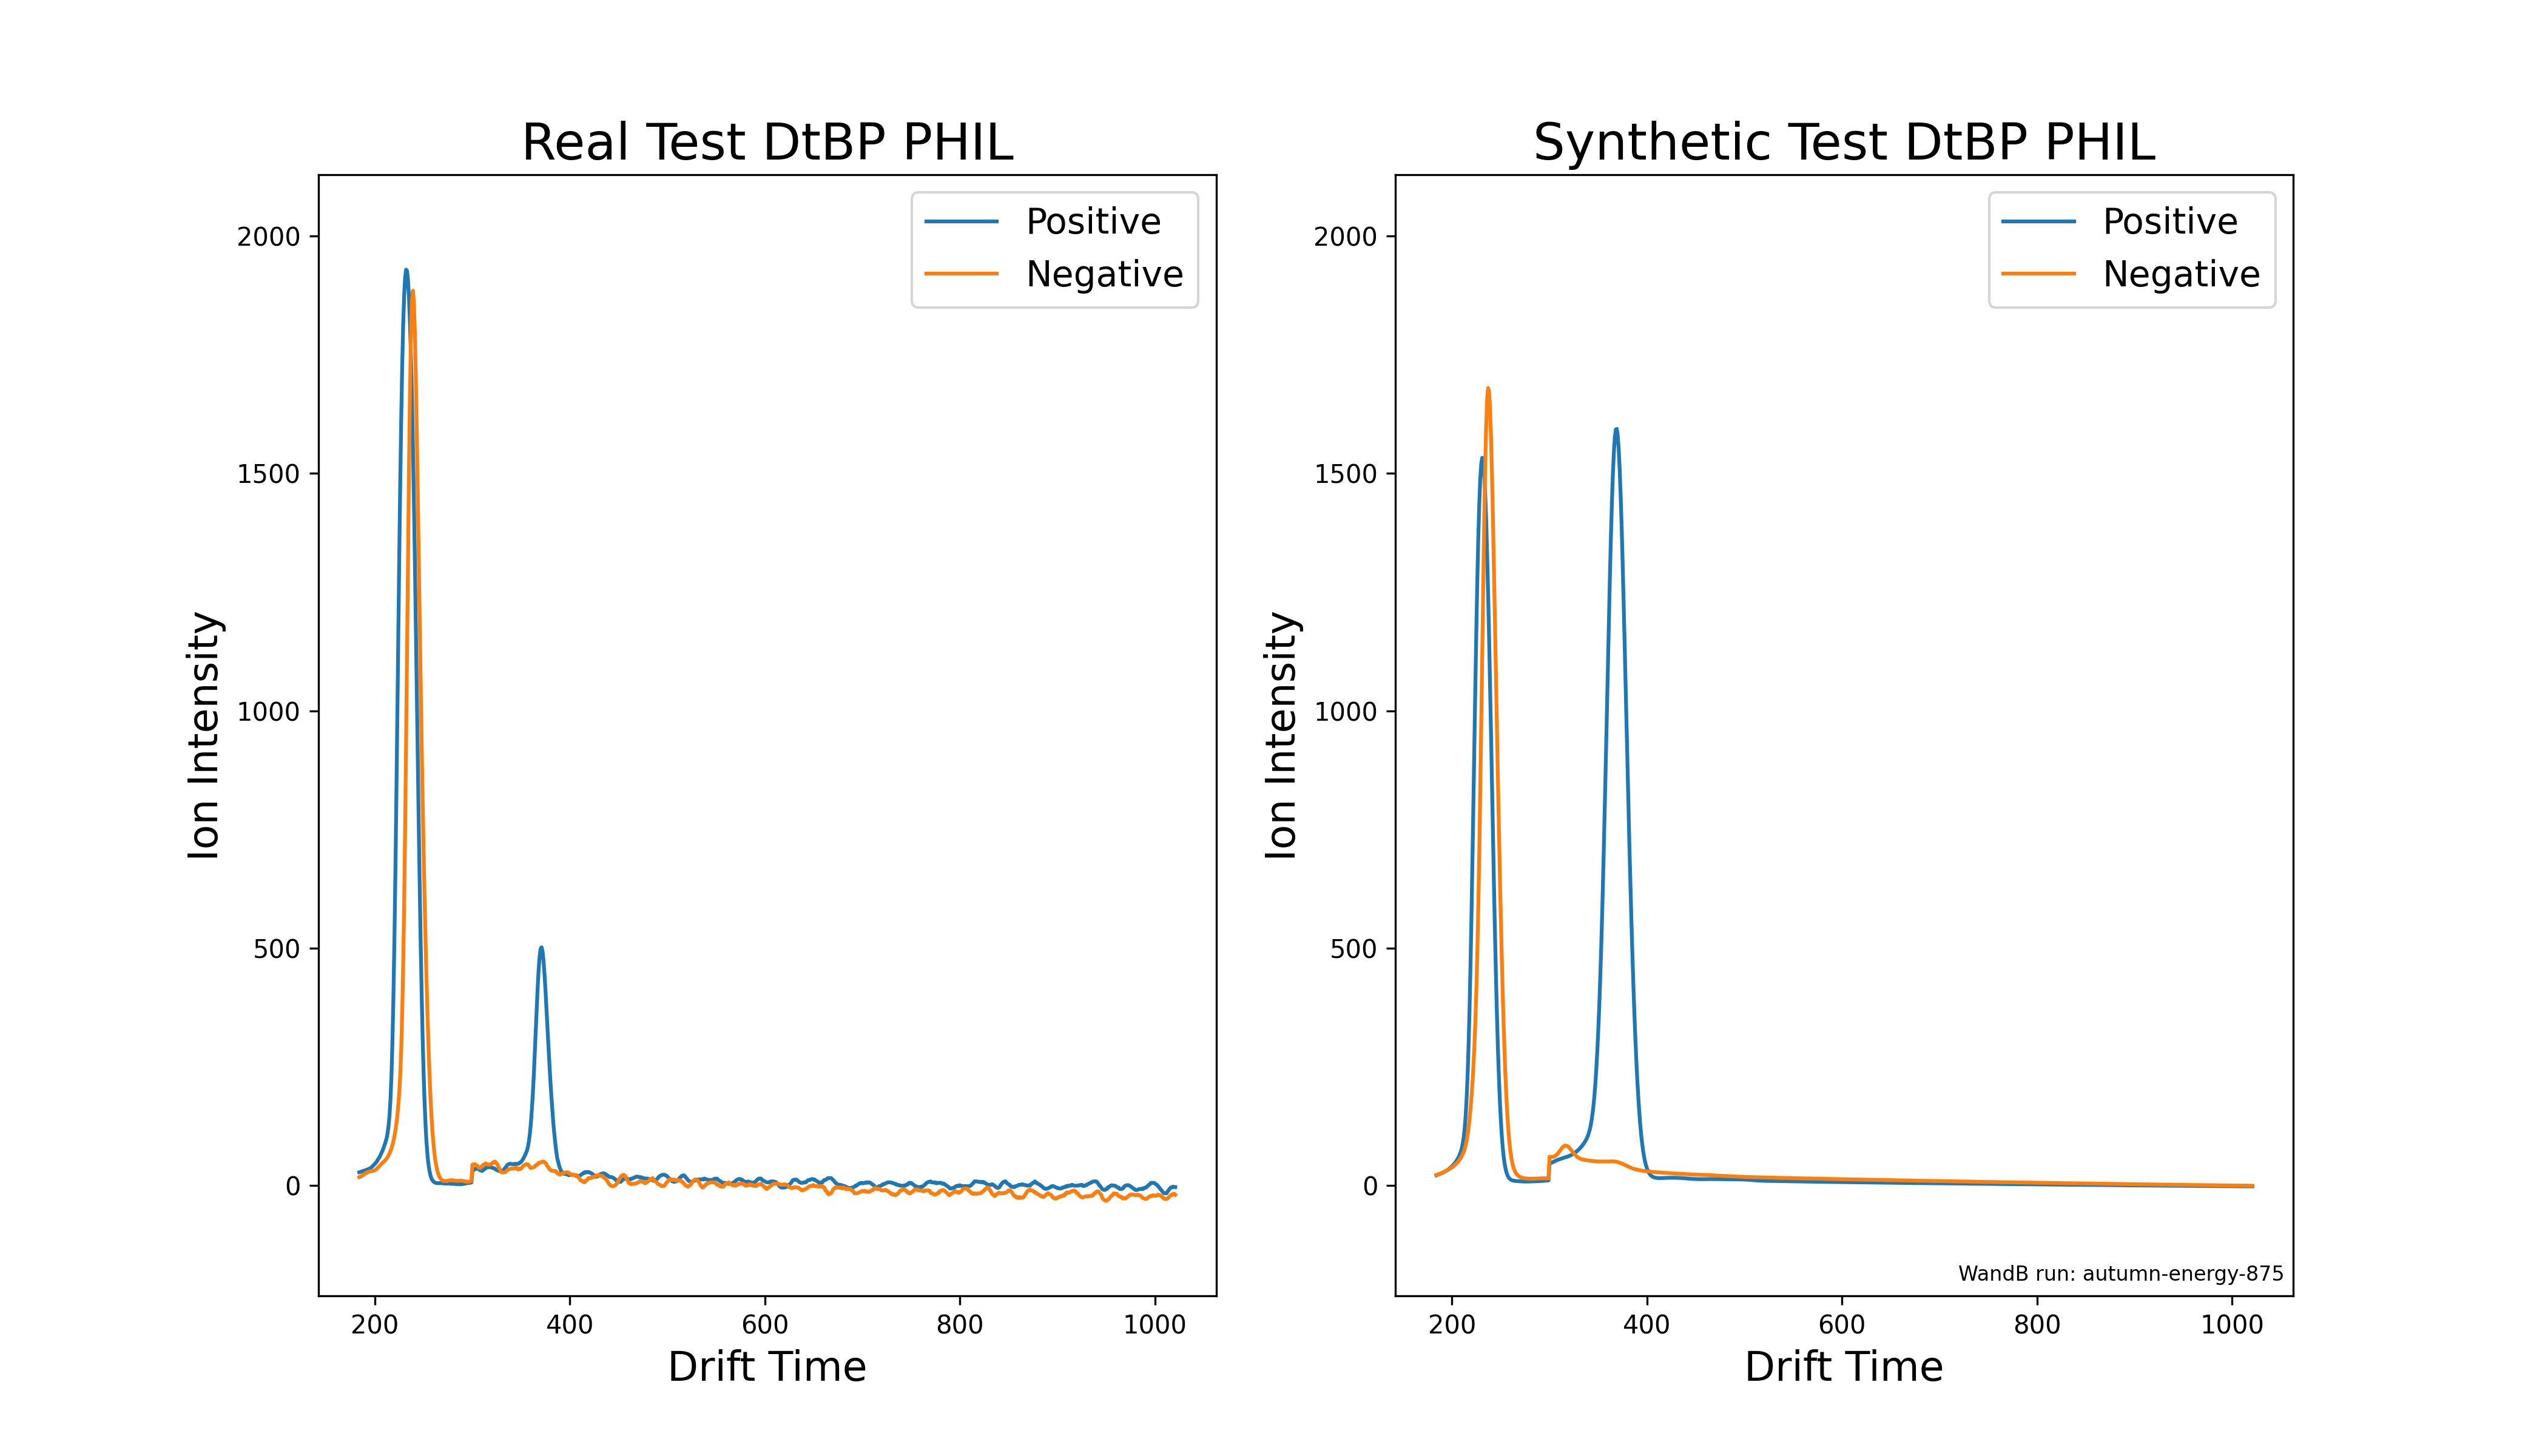 Real Test DtBP PHIL
Positive
Negative
2000
1500
1000
500
0
Ion Intensity
200 400 600 800 1000
Drift Time
Synthetic Test DtBP PHIL
Positive
Negative
2000
1500
1000
500
0
Ion Intensity
WandB run: autumn-energy-875
200 400 600 800 1000
Drift Time